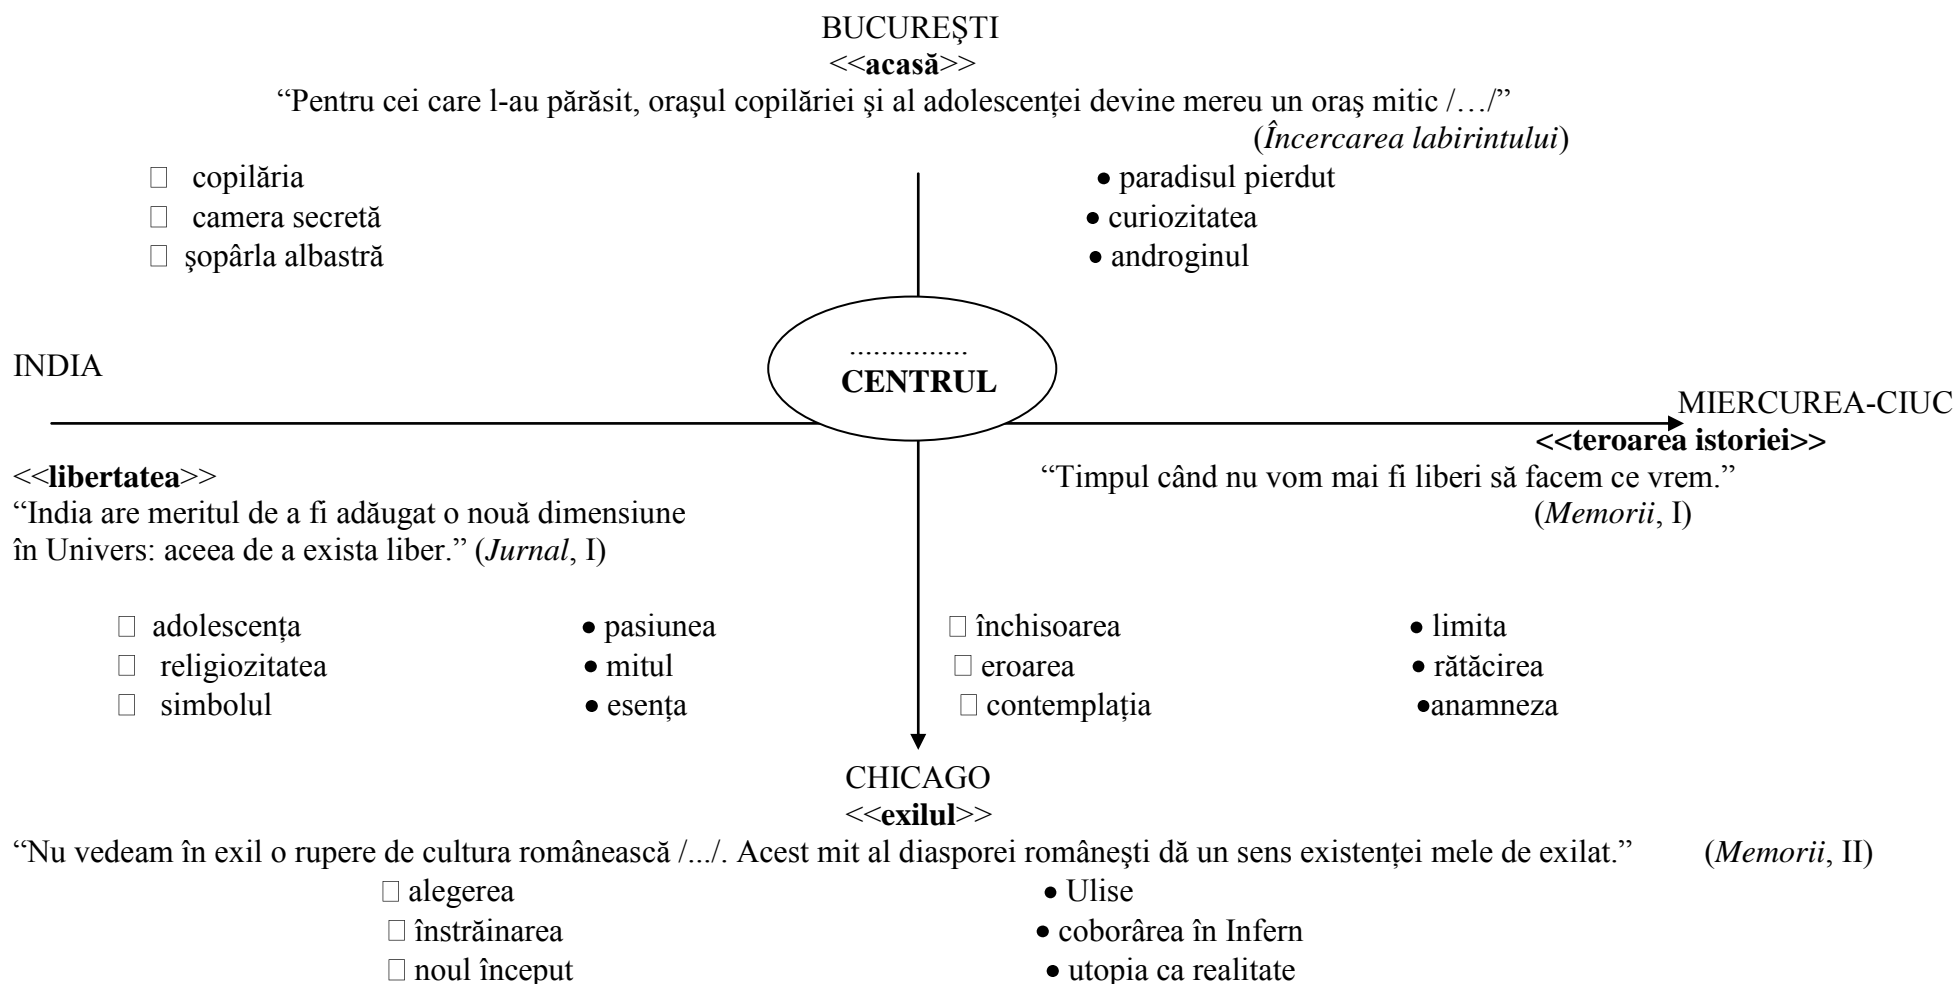 BUCUREŞTI
<<acasă>>
“Pentru cei care l-au părăsit, oraşul copilăriei şi al adolescenței devine mereu un oraş mitic /…/”
(Încercarea labirintului)
□ copilăria • paradisul pierdut
□ camera secretă • curiozitatea
□ şopârla albastră • androginul
...............
INDIA
CENTRUL
MIERCUREA-CIUC
<<teroarea istoriei>>
<<libertatea>> “Timpul când nu vom mai fi liberi să facem ce vrem.”
“India are meritul de a fi adăugat o nouă dimensiune (Memorii, I)
în Univers: aceea de a exista liber.” (Jurnal, I)
□ adolescența • pasiunea □ închisoarea • limita
□ religiozitatea • mitul □ eroarea • rătăcirea
□ simbolul • esența □ contemplația •anamneza
CHICAGO
<<exilul>>
“Nu vedeam în exil o rupere de cultura românească /.../. Acest mit al diasporei româneşti dă un sens existenței mele de exilat.” (Memorii, II)
□ alegerea • Ulise
□ înstrăinarea • coborârea în Infern
□ noul început • utopia ca realitate